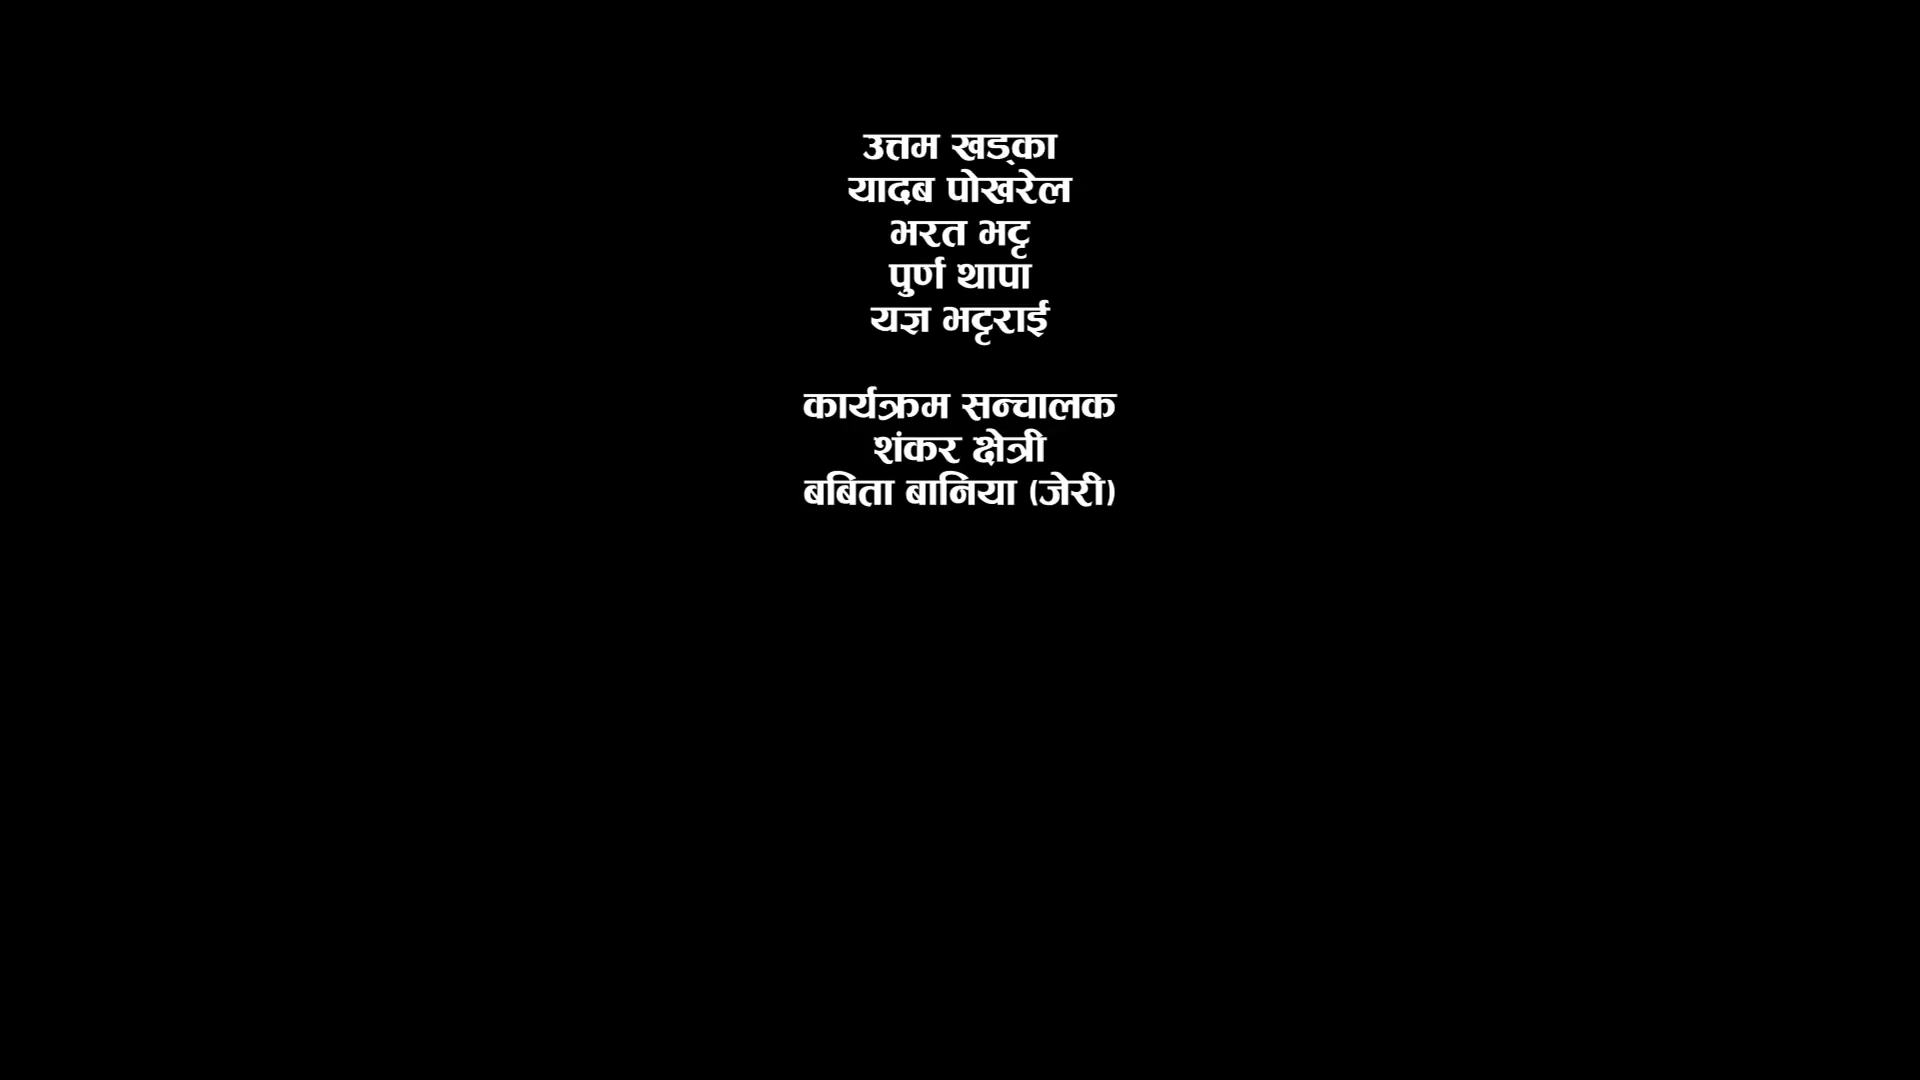 उत्तम खड्का
यादब पोखरेल
भरत भट्ट
पुर्ण थापा
यज्ञ भट्टराई
कार्यक्रम सन्चालक
शंकर क्षेत्री
बबिता बानिया (जेरी)